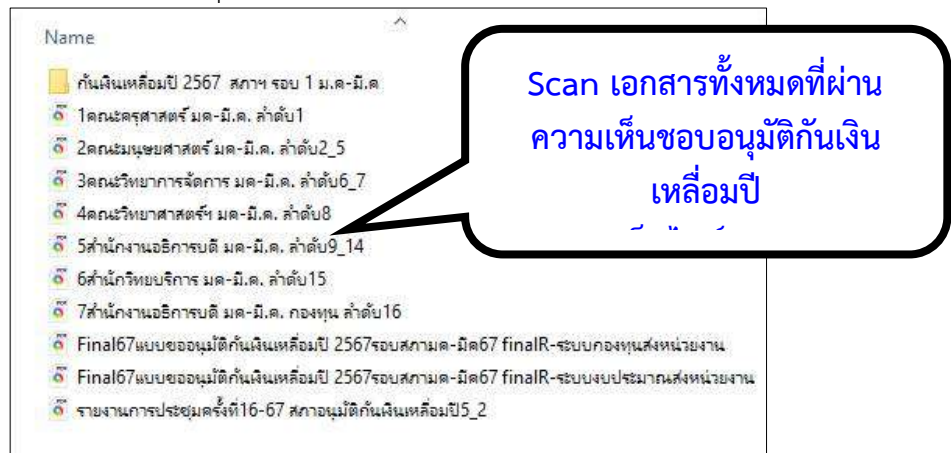 Name
กันเงินเหลื่อมปี 2567 สภาฯ รอบ 1 ม.ค-มี.ค
1คณะครุศาสตร์ มค-มี.ค. ลำดับ1
2คณะมนุษยศาสตร์ มค-มี.ค. ลำดับ2_5
3คณะวิทยาการจัดการ มค-มี.ค. ลำดับ6_7
4คณะวิทยาศาสตร์ฯ มค-มี.ค. ลำดับ8
5สำนักงานอธิการบดี มค-มี.ค. ลำดับ9_14
6สำนักวิทยบริการ มค-มี.ค. ลำดับ15
7สำนักงานอธิการบดี มค-มี.ค. กองทุน ลำดับ16
Final67แบบขออนุมัติกันเงินเหลื่อมปี 2567รอบสภามค-มีค67 finalR-ระบบกองทุนส่งหน่วยงาน
Final67แบบขออนุมัติกันเงินเหลื่อมปี 2567รอบสภามค-มีค67 finalR-ระบบงบประมาณส่งหน่วยงาน
รายงานการประชุมครั้งที่16-67 สภาอนุมัติกันเงินเหลื่อมปี5_2
Scan เอกสารทั้งหมดที่ผ่าน
ความเห็นชอบอนุมัติกันเงิน
เหลื่อมปี